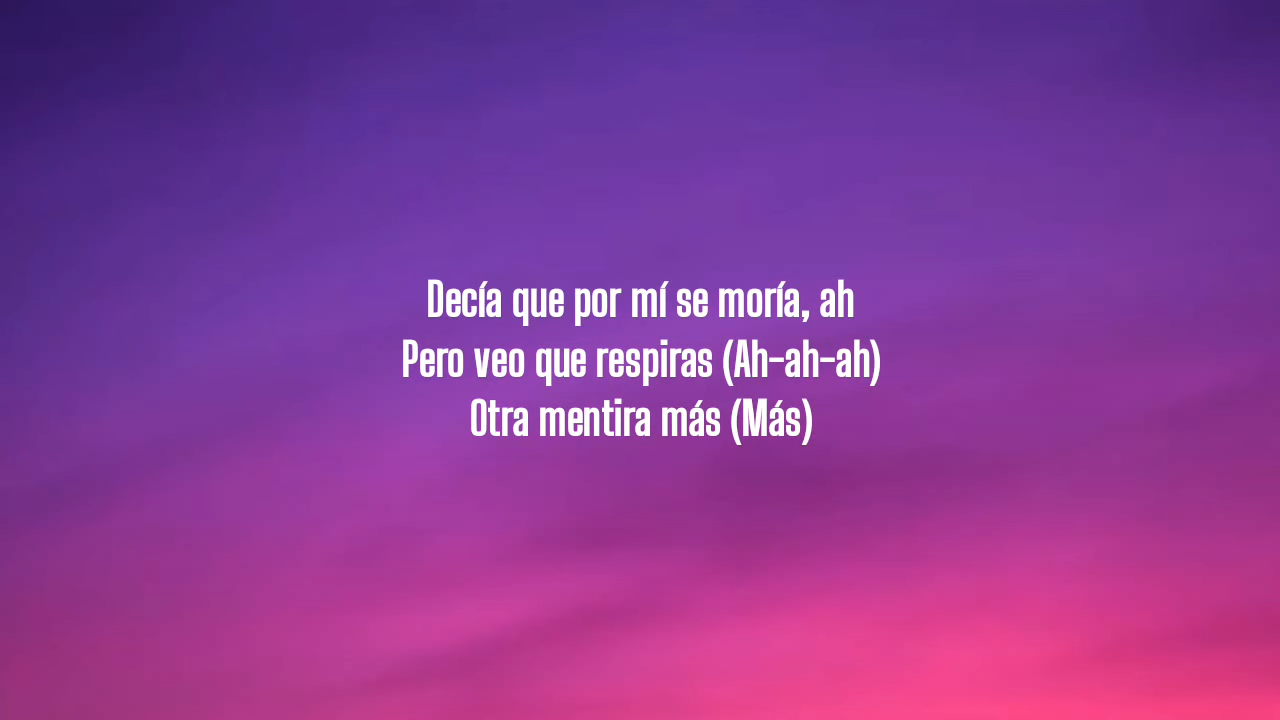 Decía que por mí se moría, ah
Pero veo que respiras (Ah-ah-ah)
Otra mentira más (Más)